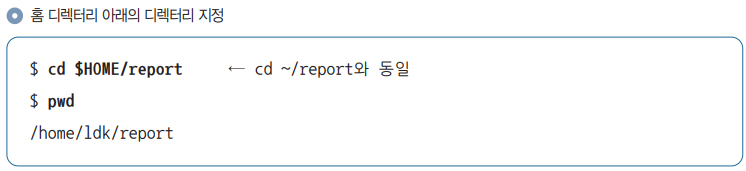 홈 디렉터리 아래의 디렉터리 지정
$ cd $HOME/report ← cd ~/report와 동일
$ pwd
/home/ldk/report